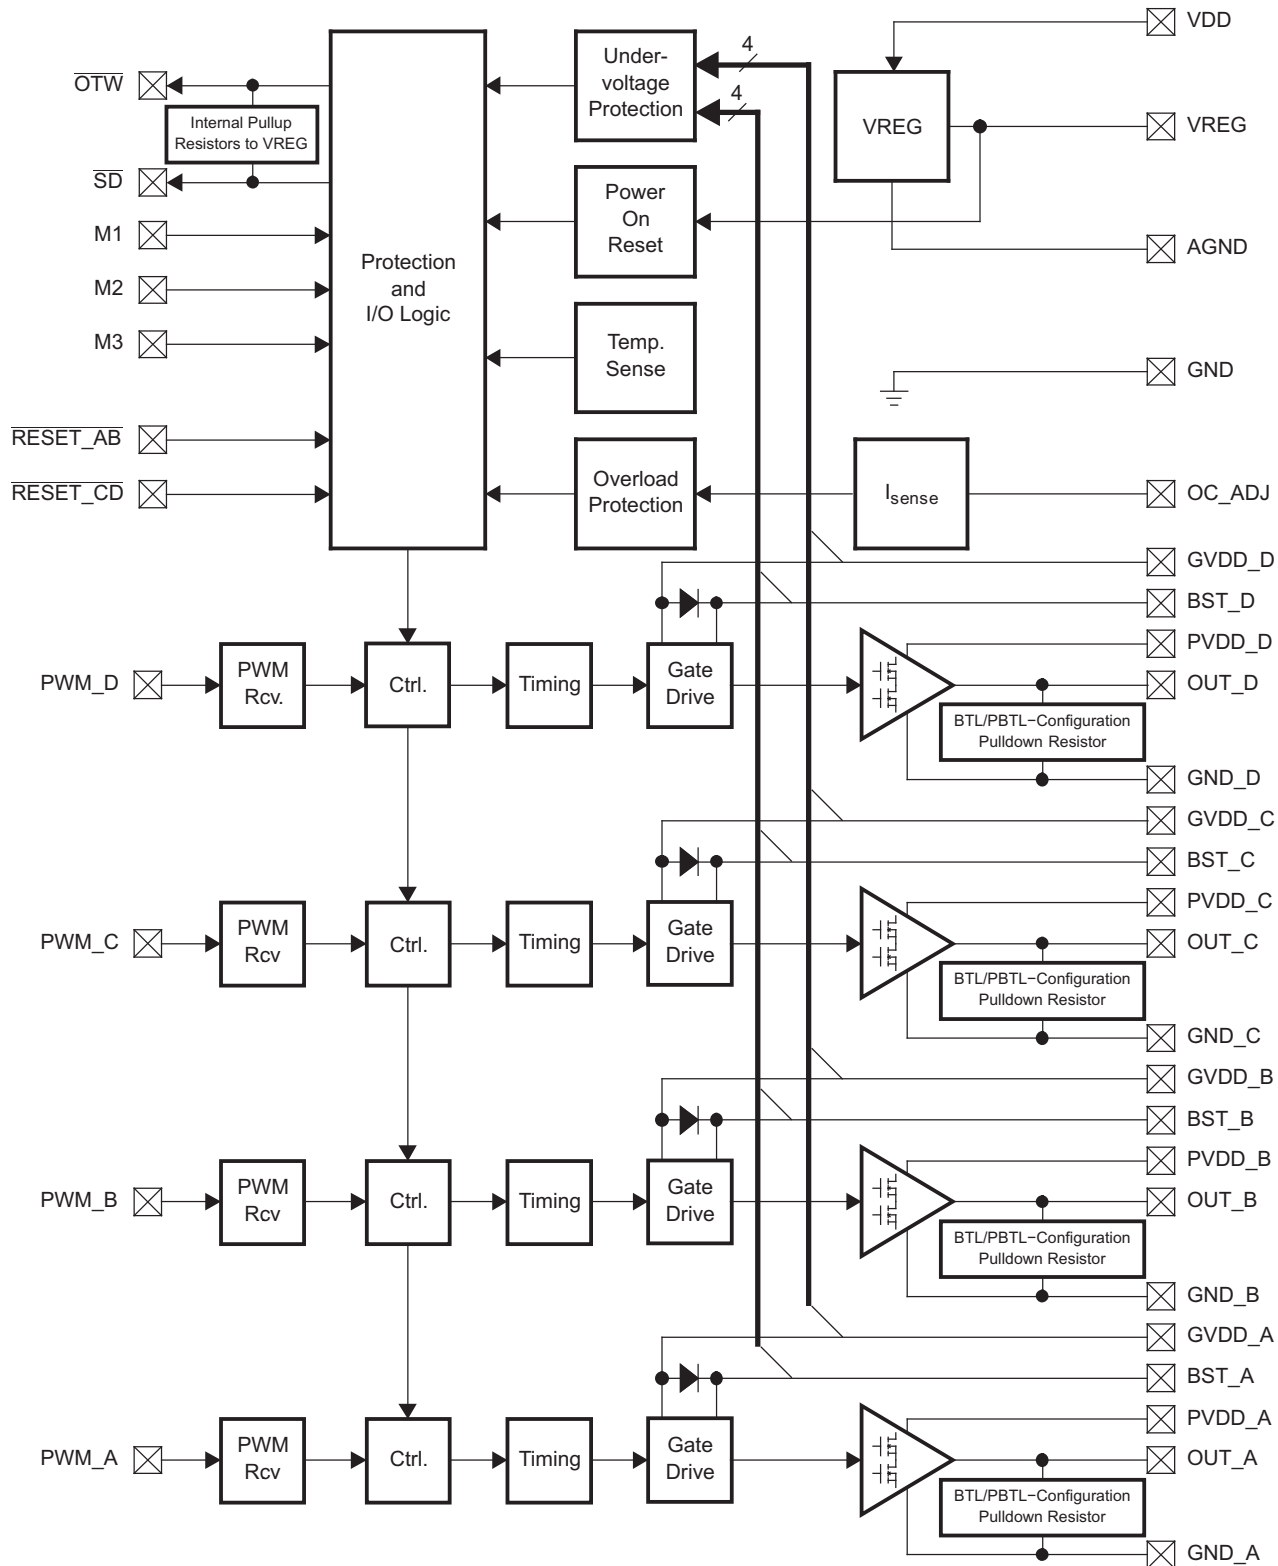 VDD
4
Under-
voltage
Protection
OTW
4
Internal Pullup
Resistors to VREG
VREG
VREG
SD
Power
On
Reset
M1
AGND
Protection
and
I/O Logic
M2
M3
Temp.
Sense
GND
RESET_AB
Overload
Protection
Isense
RESET_CD
OC_ADJ
GVDD_D
BST_D
PVDD_D
PWM_D
PWM
Rcv.
Ctrl.
Timing
Gate
Drive
OUT_D
BTL/PBTL−Configuration
Pulldown Resistor
GND_D
GVDD_C
BST_C
PVDD_C
PWM_C
PWM
Rcv
Ctrl.
Timing
Gate
Drive
OUT_C
BTL/PBTL−Configuration
Pulldown Resistor
GND_C
GVDD_B
BST_B
PVDD_B
PWM_B
PWM
Rcv
Ctrl.
Timing
Gate
Drive
OUT_B
BTL/PBTL−Configuration
Pulldown Resistor
GND_B
GVDD_A
BST_A
PVDD_A
PWM_A
PWM
Rcv
Ctrl.
Timing
Gate
Drive
OUT_A
BTL/PBTL−Configuration
Pulldown Resistor
GND_A